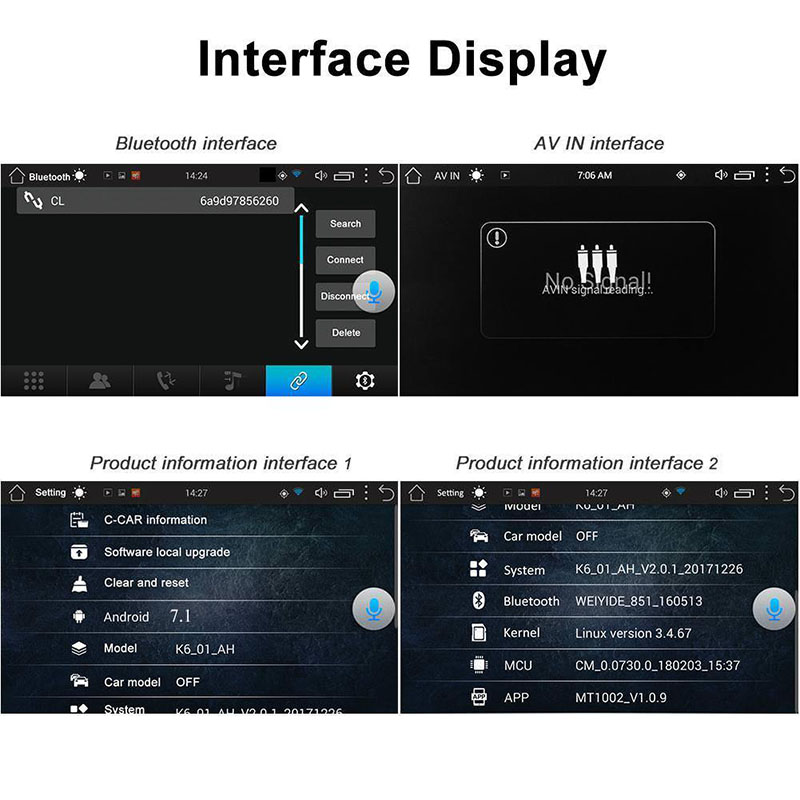 Interface Display
Bluetooth interface
AV IN interface
Bluetooth 14:24
CL 6a9d97856260
Search
Connect
Disconnect
Delete
AV IN 7:06 AM
No Signal!
AVIN signal reading...
Product information interface 1
Product information interface 2
Setting 14:27
C-CAR information
Software local upgrade
Clear and reset
Android 7.1
Model K6_01_AH
Car model OFF
System K6_01_AH_V2.0.1_20171226
Setting 14:27
Model K6_01_AH
Car model OFF
System K6_01_AH_V2.0.1_20171226
Bluetooth WEIYIDE_851_160513
Kernel Linux version 3.4.67
MCU CM_0.0730.0_180203_15:37
APP MT1002_V1.0.9